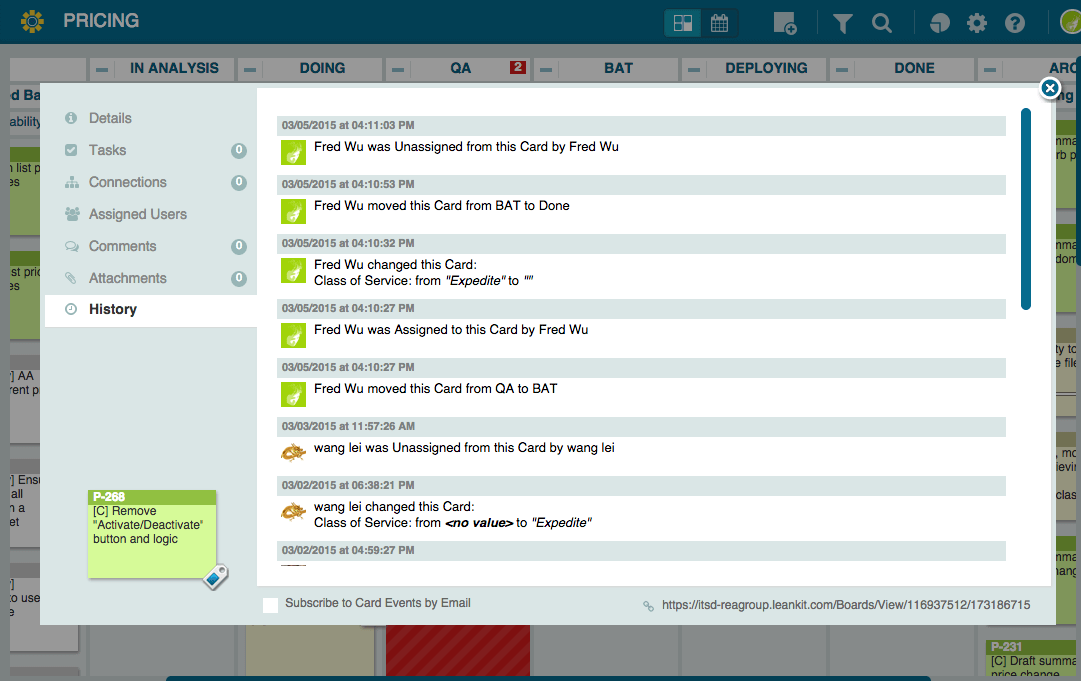 PRICING
IN ANALYSIS
DOING
QA
2
BAT
DEPLOYING
DONE
ARC
d Ba
ng
ability
n list p
es
st pric
es
] AA
rent p
] Ensu
all
n a
et
]
to use
e
Details
Tasks
0
Connections
0
Assigned Users
Comments
0
Attachments
0
History
P-268
[C] Remove
"Activate/Deactivate"
button and logic
03/05/2015 at 04:11:03 PM
Fred Wu was Unassigned from this Card by Fred Wu
03/05/2015 at 04:10:53 PM
Fred Wu moved this Card from BAT to Done
03/05/2015 at 04:10:32 PM
Fred Wu changed this Card:
Class of Service: from "Expedite" to ""
03/05/2015 at 04:10:27 PM
Fred Wu was Assigned to this Card by Fred Wu
03/05/2015 at 04:10:27 PM
Fred Wu moved this Card from QA to BAT
03/03/2015 at 11:57:26 AM
wang lei was Unassigned from this Card by wang lei
03/02/2015 at 06:38:21 PM
wang lei changed this Card:
Class of Service: from <no value> to "Expedite"
03/02/2015 at 04:59:27 PM
Subscribe to Card Events by Email
https://itsd-reagroup.leankit.com/Boards/View/116937512/173186715
P-231
[C] Draft summa
price change